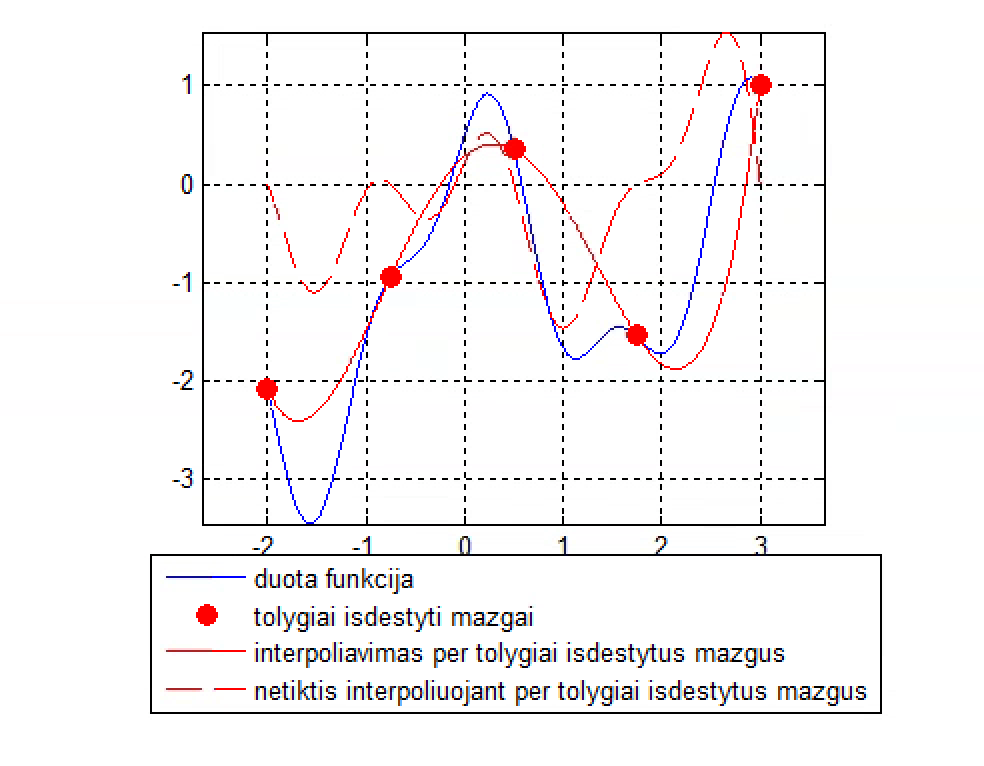 1
0
-1
-2
-3
-2 -1 0 1 2 3
duota funkcija
tolygiai isdestyti mazgai
interpoliavimas per tolygiai isdestytus mazgus
netiktis interpoliuojant per tolygiai isdestytus mazgus